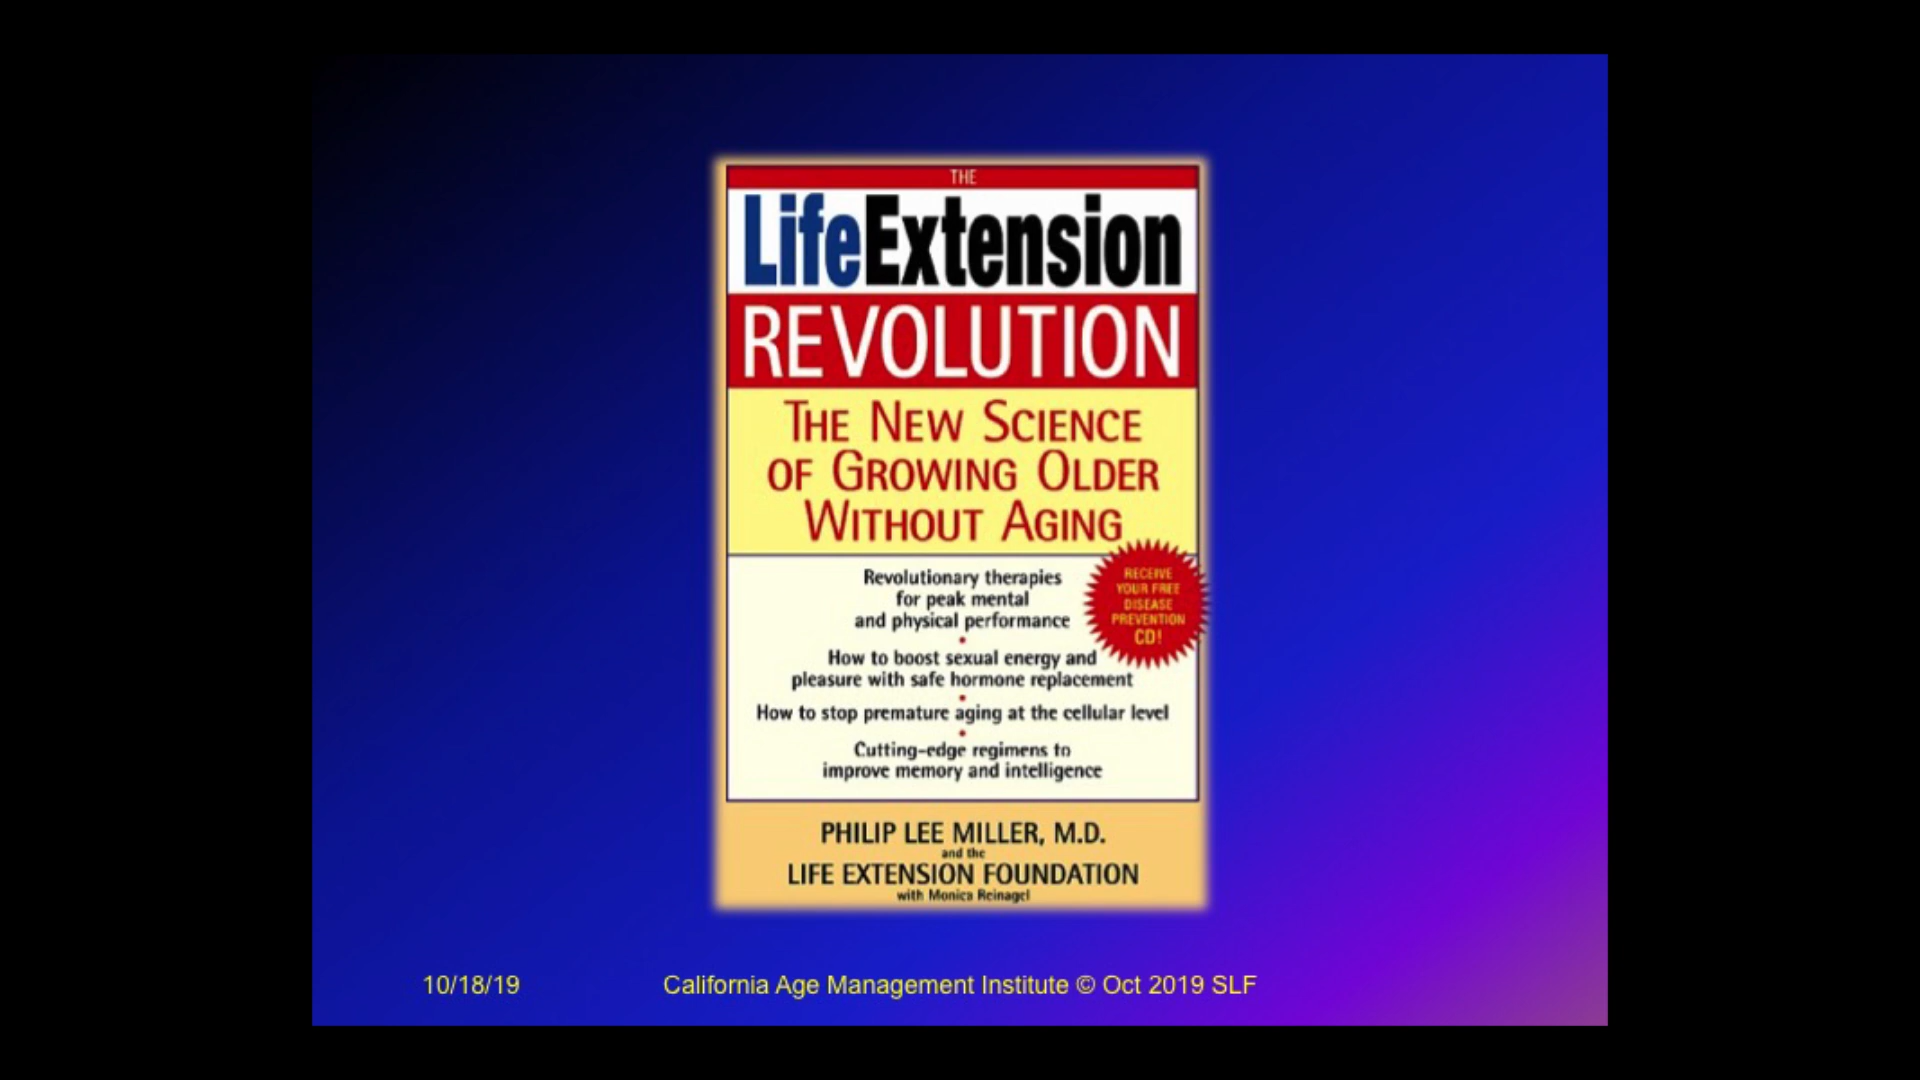 THE
LifeExtension
REVOLUTION
THE NEW SCIENCE
OF GROWING OLDER
WITHOUT AGING
Revolutionary therapies
for peak mental
and physical performance
RECEIVE
YOUR FREE
DISEASE
PREVENTION
CD!
How to boost sexual energy and
pleasure with safe hormone replacement
How to stop premature aging at the cellular level
Cutting-edge regimens to
improve memory and intelligence
PHILIP LEE MILLER, M.D.
and the
LIFE EXTENSION FOUNDATION
with Monica Reinagel
10/18/19
California Age Management Institute © Oct 2019 SLF